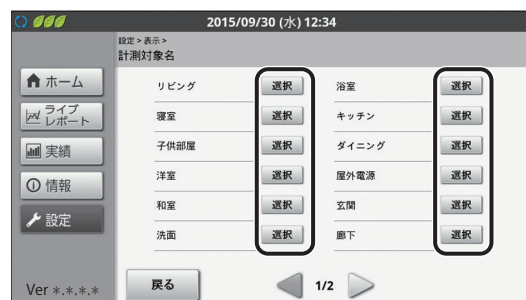 2015/09/30 (水) 12:34
設定 > 表示 >
計測対象名
ホーム
ライブ
レポート
実績
情報
設定
Ver *.*.*.*
リビング 選択 浴室 選択
寝室 選択 キッチン 選択
子供部屋 選択 ダイニング 選択
洋室 選択 屋外電源 選択
和室 選択 玄関 選択
洗面 選択 廊下 選択
戻る 1/2